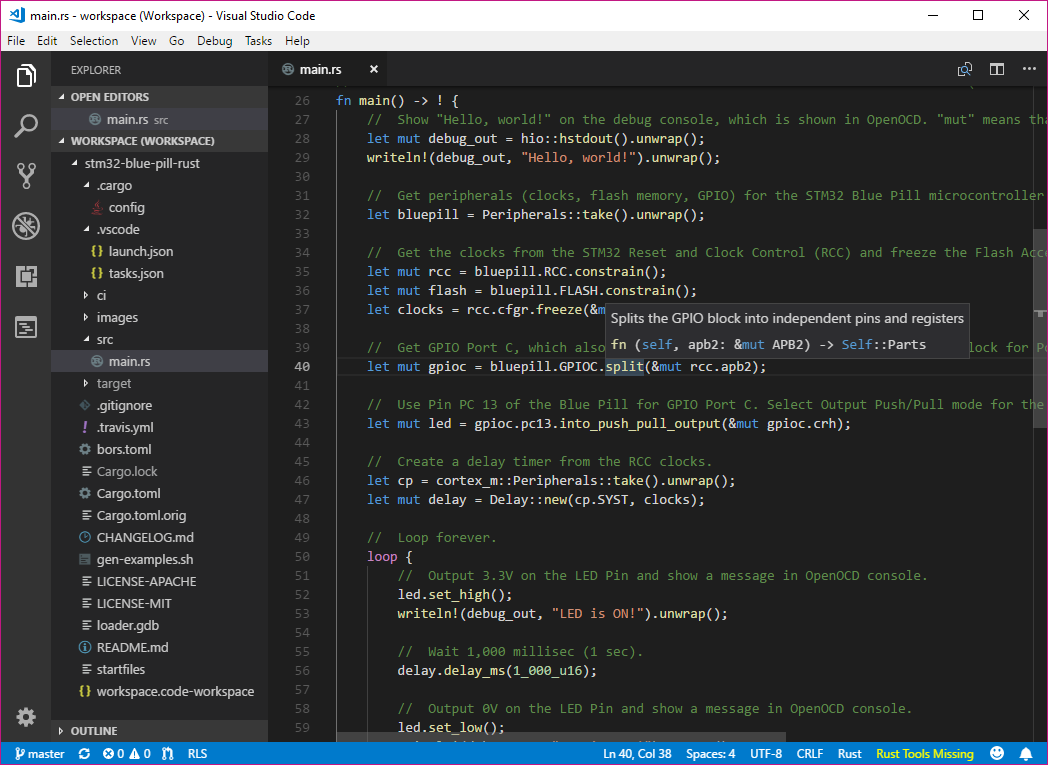 main.rs - workspace (Workspace) - Visual Studio Code
File Edit Selection View Go Debug Tasks Help
EXPLORER
OPEN EDITORS
main.rs src
WORKSPACE (WORKSPACE)
stm32-blue-pill-rust
.cargo
config
.vscode
{} launch.json
{} tasks.json
ci
images
src
main.rs
target
.gitignore
! .travis.yml
bors.toml
Cargo.lock
Cargo.toml
Cargo.toml.orig
CHANGELOG.md
gen-examples.sh
LICENSE-APACHE
LICENSE-MIT
loader.gdb
README.md
startfiles
{} workspace.code-workspace
OUTLINE
main.rs
26 fn main() -> ! {
27 // Show "Hello, world!" on the debug console, which is shown in OpenOCD. "mut" means tha
28 let mut debug_out = hio::hstdout().unwrap();
29 writeln!(debug_out, "Hello, world!").unwrap();
30
31 // Get peripherals (clocks, flash memory, GPIO) for the STM32 Blue Pill microcontroller
32 let bluepill = Peripherals::take().unwrap();
33
34 // Get the clocks from the STM32 Reset and Clock Control (RCC) and freeze the Flash Acce
35 let mut rcc = bluepill.RCC.constrain();
36 let mut flash = bluepill.FLASH.constrain();
37 let clocks = rcc.cfgr.freeze(&m
Splits the GPIO block into independent pins and registers
fn (self, apb2: &mut APB2) -> Self::Parts
38
39 // Get GPIO Port C, which also lock for Po
40 let mut gpioc = bluepill.GPIOC.split(&mut rcc.apb2);
41
42 // Use Pin PC 13 of the Blue Pill for GPIO Port C. Select Output Push/Pull mode for the
43 let mut led = gpioc.pc13.into_push_pull_output(&mut gpioc.crh);
44
45 // Create a delay timer from the RCC clocks.
46 let cp = cortex_m::Peripherals::take().unwrap();
47 let mut delay = Delay::new(cp.SYST, clocks);
48
49 // Loop forever.
50 loop {
51 // Output 3.3V on the LED Pin and show a message in OpenOCD console.
52 led.set_high();
53 writeln!(debug_out, "LED is ON!").unwrap();
54
55 // Wait 1,000 millisec (1 sec).
56 delay.delay_ms(1_000_u16);
57
58 // Output 0V on the LED Pin and show a message in OpenOCD console.
59 led.set_low();
master 0 0 RLS Ln 40, Col 38 Spaces: 4 UTF-8 CRLF Rust Rust Tools Missing